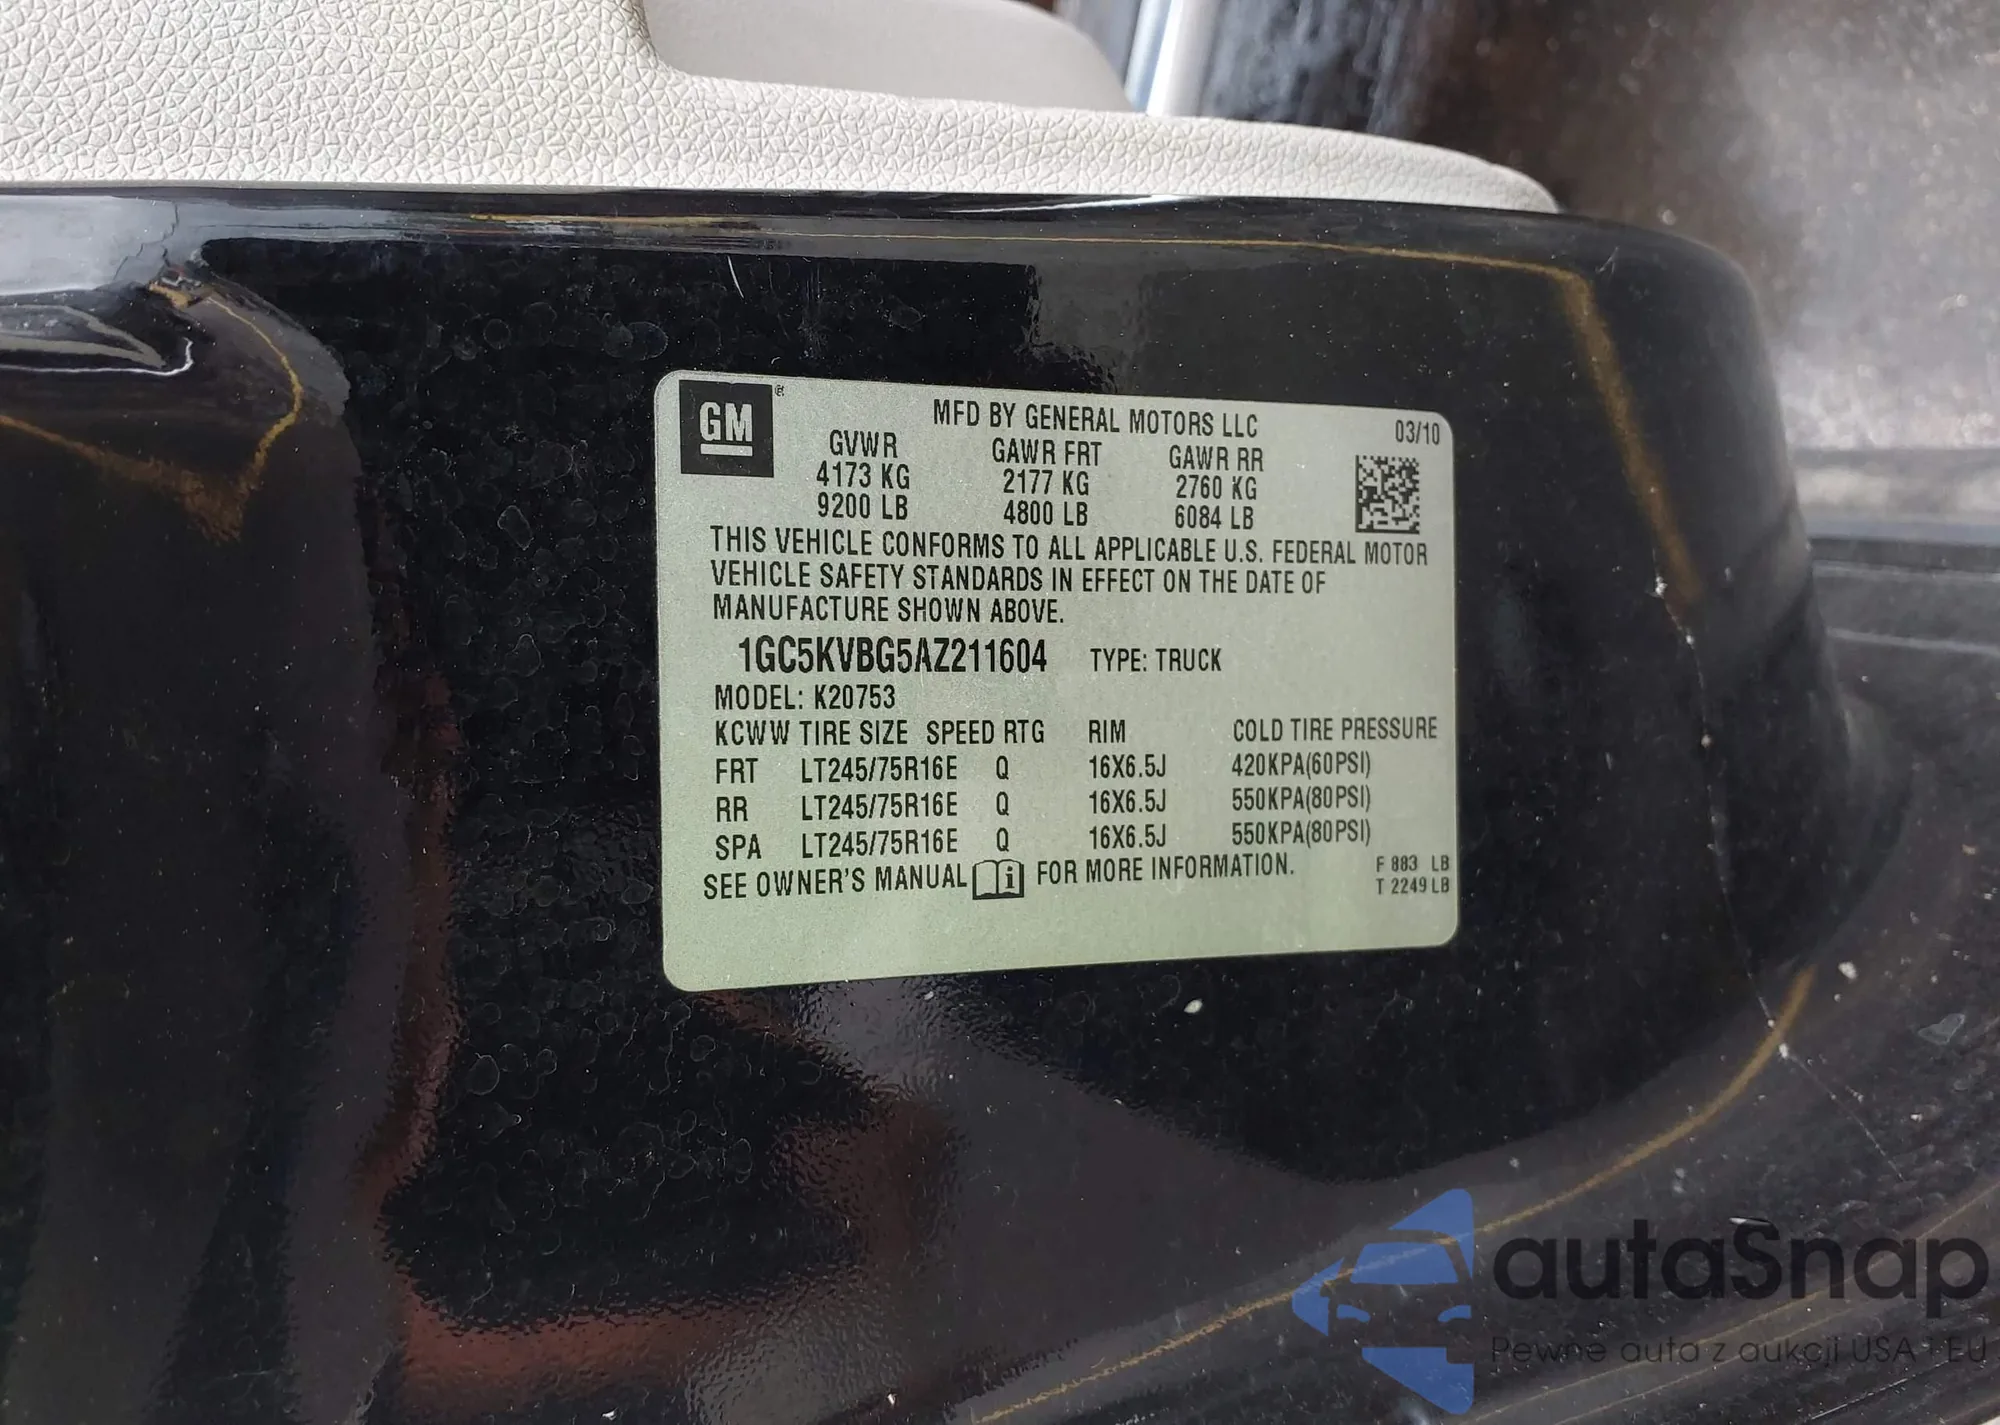 GM
MFD BY GENERAL MOTORS LLC 03/10
GVWR GAWR FRT GAWR RR
4173 KG 2177 KG 2760 KG
9200 LB 4800 LB 6084 LB
THIS VEHICLE CONFORMS TO ALL APPLICABLE U.S. FEDERAL MOTOR
VEHICLE SAFETY STANDARDS IN EFFECT ON THE DATE OF
MANUFACTURE SHOWN ABOVE.
1GC5KVBG5AZ211604 TYPE: TRUCK
MODEL: K20753
KCWW TIRE SIZE SPEED RTG RIM COLD TIRE PRESSURE
FRT LT245/75R16E Q 16X6.5J 420KPA(60PSI)
RR LT245/75R16E Q 16X6.5J 550KPA(80PSI)
SPA LT245/75R16E Q 16X6.5J 550KPA(80PSI)
SEE OWNER'S MANUAL i FOR MORE INFORMATION.
F 883 LB
T 2249 LB
autaSnap
Pewne auta z aukcji USA i EU